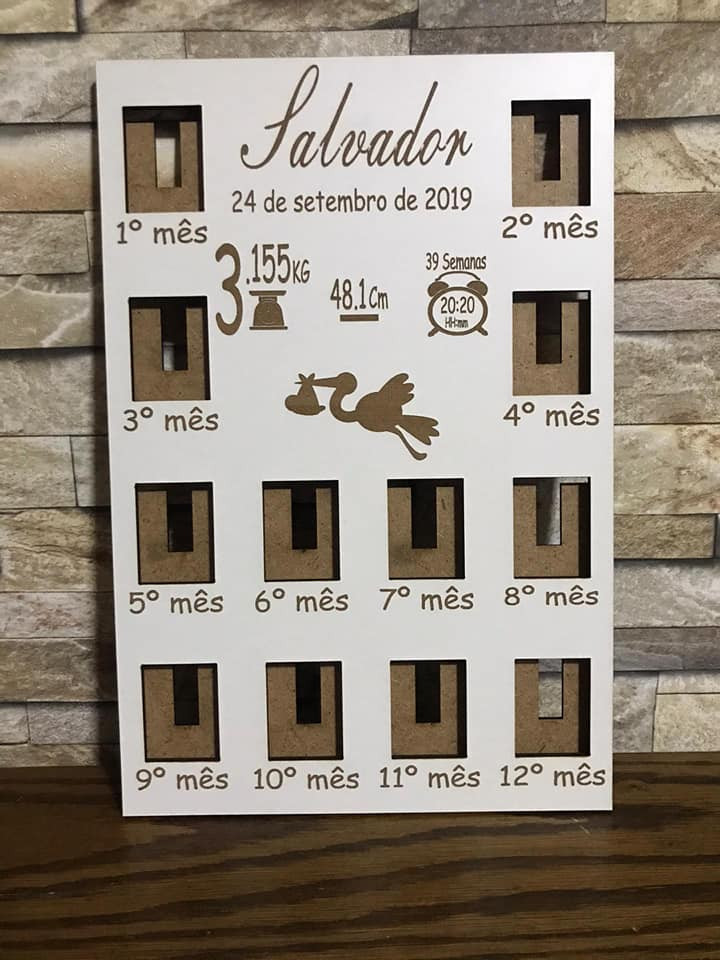 Salvador
24 de setembro de 2019
1º mês
2º mês
3.155KG
48.1Cm
39 Semanas
20:20
HH:mm
3º mês
4º mês
5º mês
6º mês
7º mês
8º mês
9º mês
10º mês
11º mês
12º mês